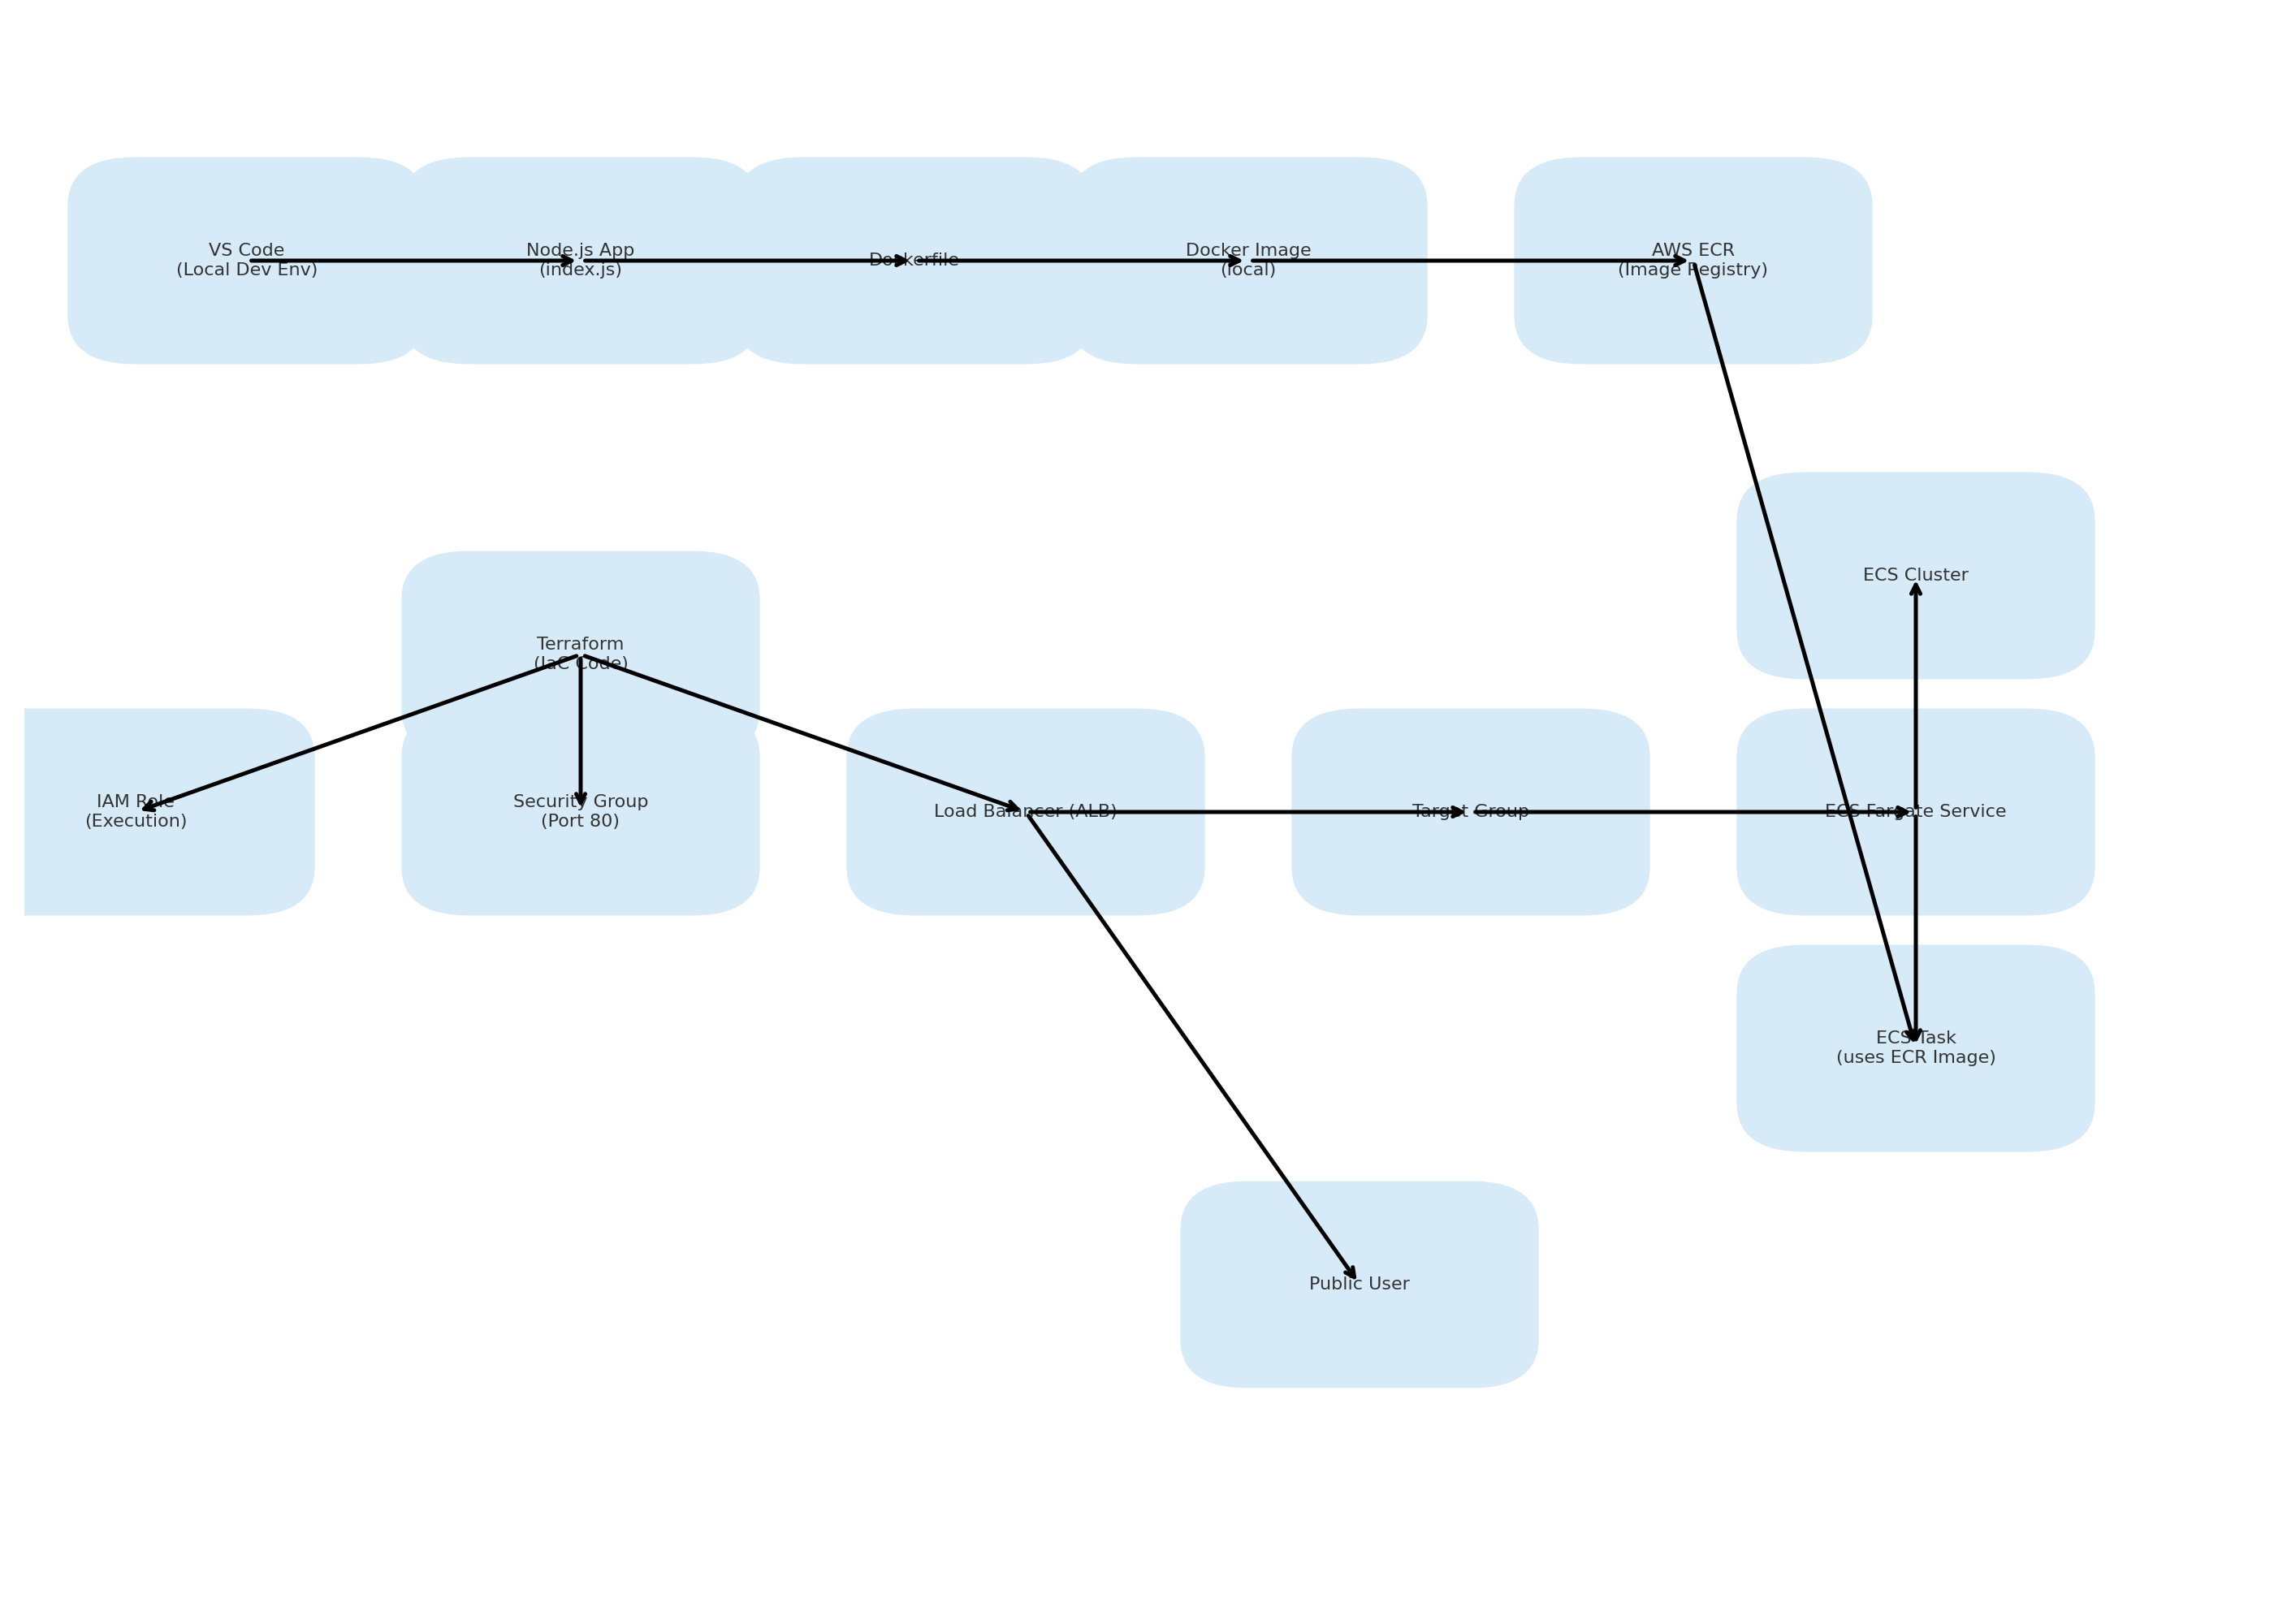 VS Code
(Local Dev Env)
Node.js App
(index.js)
Dockerfile
Docker Image
(local)
AWS ECR
(Image Registry)
ECS Cluster
Terraform
(IaC Code)
IAM Role
(Execution)
Security Group
(Port 80)
Load Balancer (ALB)
Target Group
ECS Fargate Service
ECS Task
(uses ECR Image)
Public User